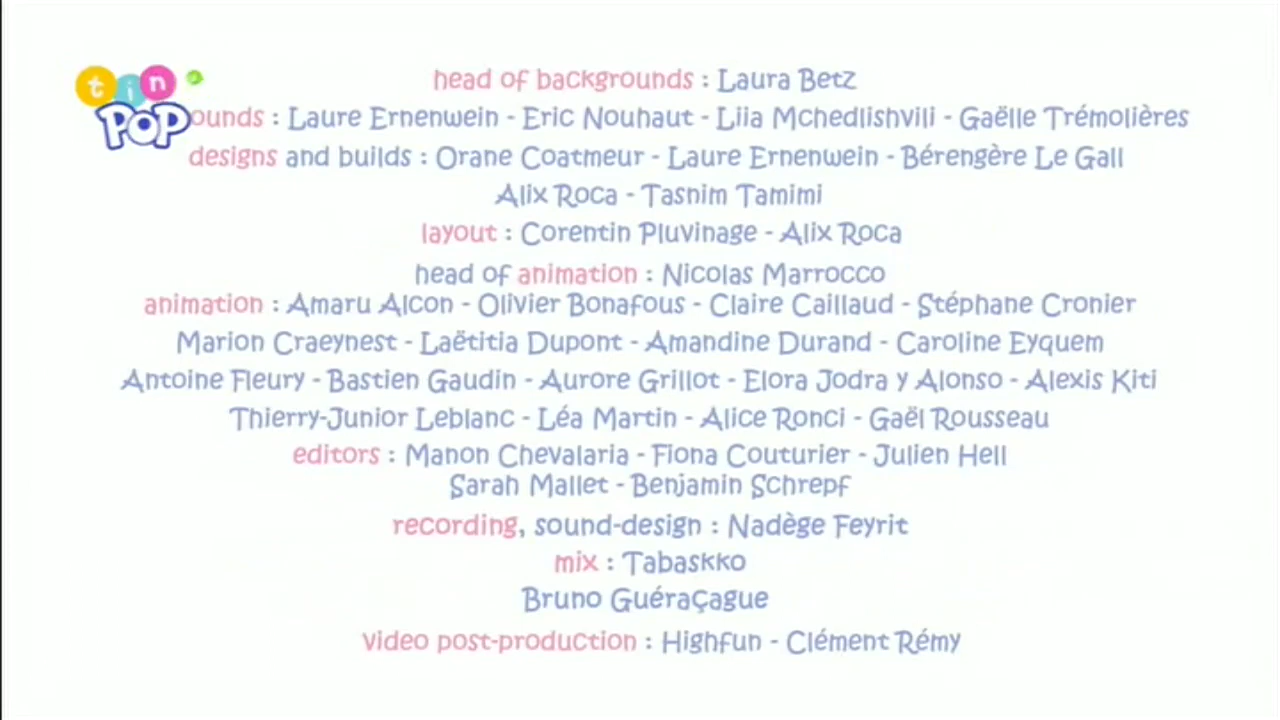 tiny
POP
head of backgrounds : Laura Betz
ounds : Laure Ernenwein - Eric Nouhaut - Liia Mchedlishvili - Gaëlle Trémolières
designs and builds : Orane Coatmeur - Laure Ernenwein - Bérengère Le Gall
Alix Roca - Tasnim Tamimi
layout : Corentin Pluvinage - Alix Roca
head of animation : Nicolas Marrocco
animation : Amaru Alcon - Olivier Bonafous - Claire Caillaud - Stéphane Cronier
Marion Craeynest - Laëtitia Dupont - Amandine Durand - Caroline Eyquem
Antoine Fleury - Bastien Gaudin - Aurore Grillot - Elora Jodra y Alonso - Alexis Kiti
Thierry-Junior Leblanc - Léa Martin - Alice Ronci - Gaël Rousseau
editors : Manon Chevalaria - Fiona Couturier - Julien Hell
Sarah Mallet - Benjamin Schrepf
recording, sound-design : Nadège Feyrit
mix : Tabaskko
Bruno Guéraçague
video post-production : Highfun - Clément Rémy